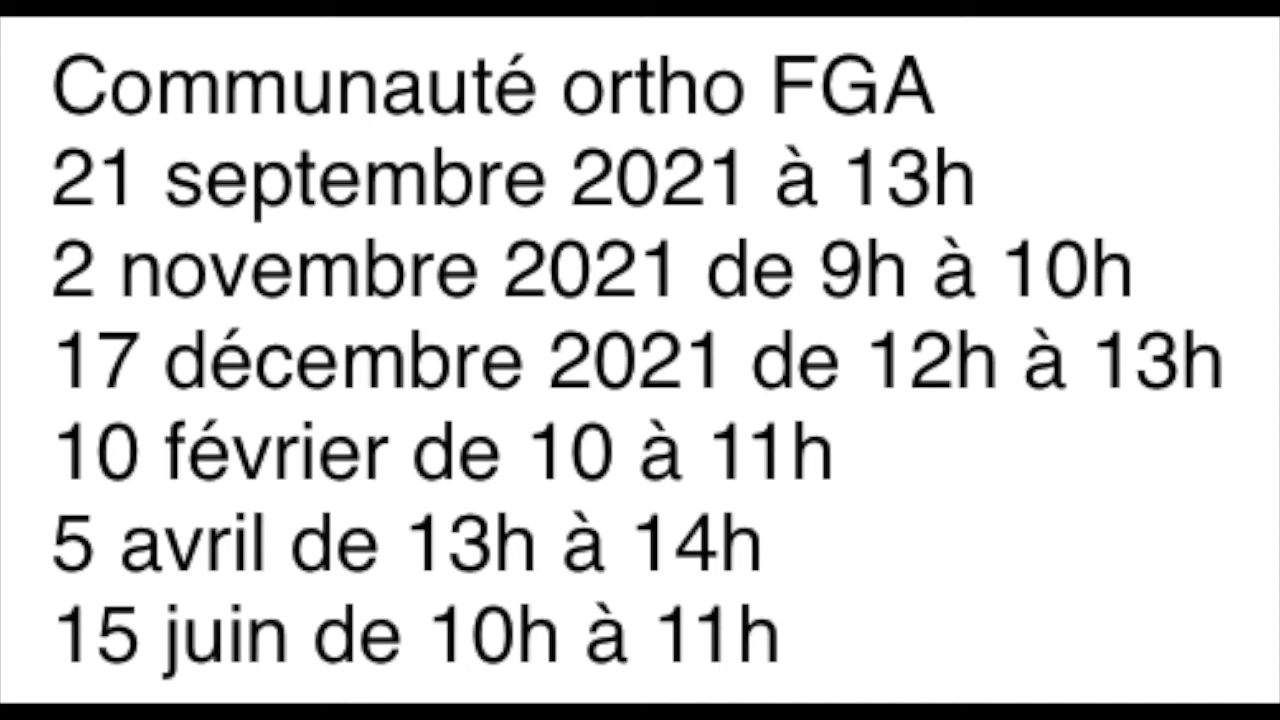 Communauté ortho FGA
21 septembre 2021 à 13h
2 novembre 2021 de 9h à 10h
17 décembre 2021 de 12h à 13h
10 février de 10 à 11h
5 avril de 13h à 14h
15 juin de 10h à 11h